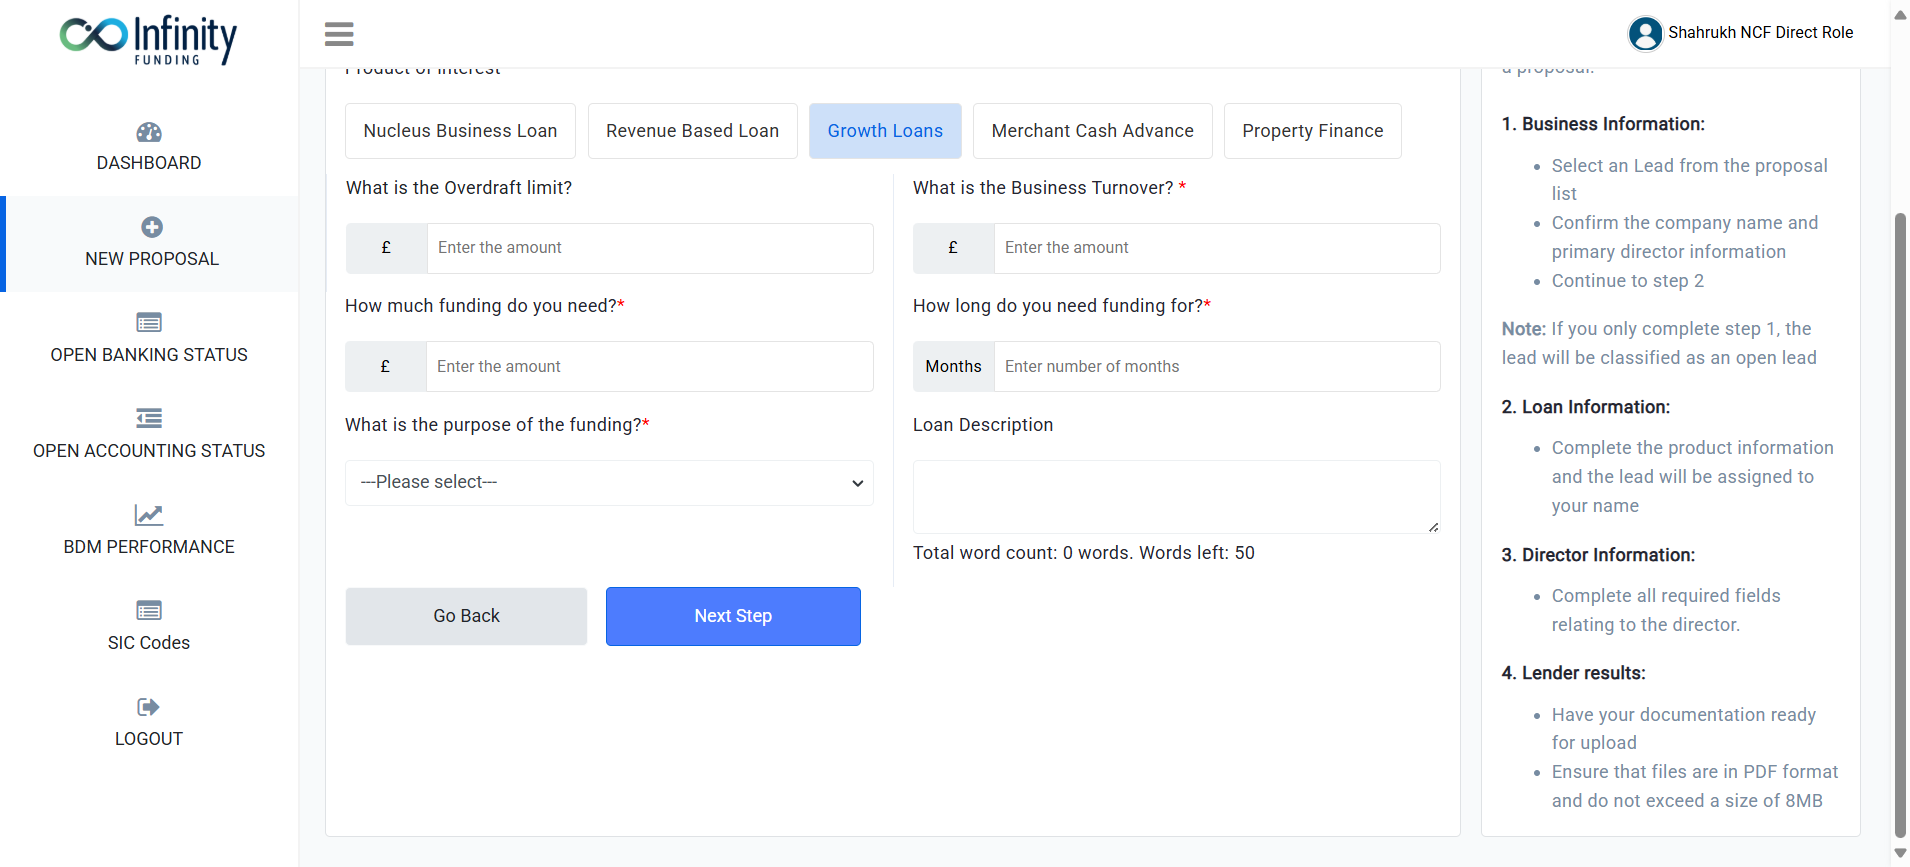 Infinity
FUNDING
Shahrukh NCF Direct Role
DASHBOARD
NEW PROPOSAL
OPEN BANKING STATUS
OPEN ACCOUNTING STATUS
BDM PERFORMANCE
SIC Codes
LOGOUT
Product of Interest
Nucleus Business Loan
Revenue Based Loan
Growth Loans
Merchant Cash Advance
Property Finance
What is the Overdraft limit?
£ Enter the amount
What is the Business Turnover? *
£ Enter the amount
How much funding do you need?*
£ Enter the amount
How long do you need funding for?*
Months Enter number of months
What is the purpose of the funding?*
---Please select---
Loan Description
Total word count: 0 words. Words left: 50
Go Back
Next Step
a proposal.
1. Business Information:
• Select an Lead from the proposal
list
• Confirm the company name and
primary director information
• Continue to step 2
Note: If you only complete step 1, the
lead will be classified as an open lead
2. Loan Information:
• Complete the product information
and the lead will be assigned to
your name
3. Director Information:
• Complete all required fields
relating to the director.
4. Lender results:
• Have your documentation ready
for upload
• Ensure that files are in PDF format
and do not exceed a size of 8MB